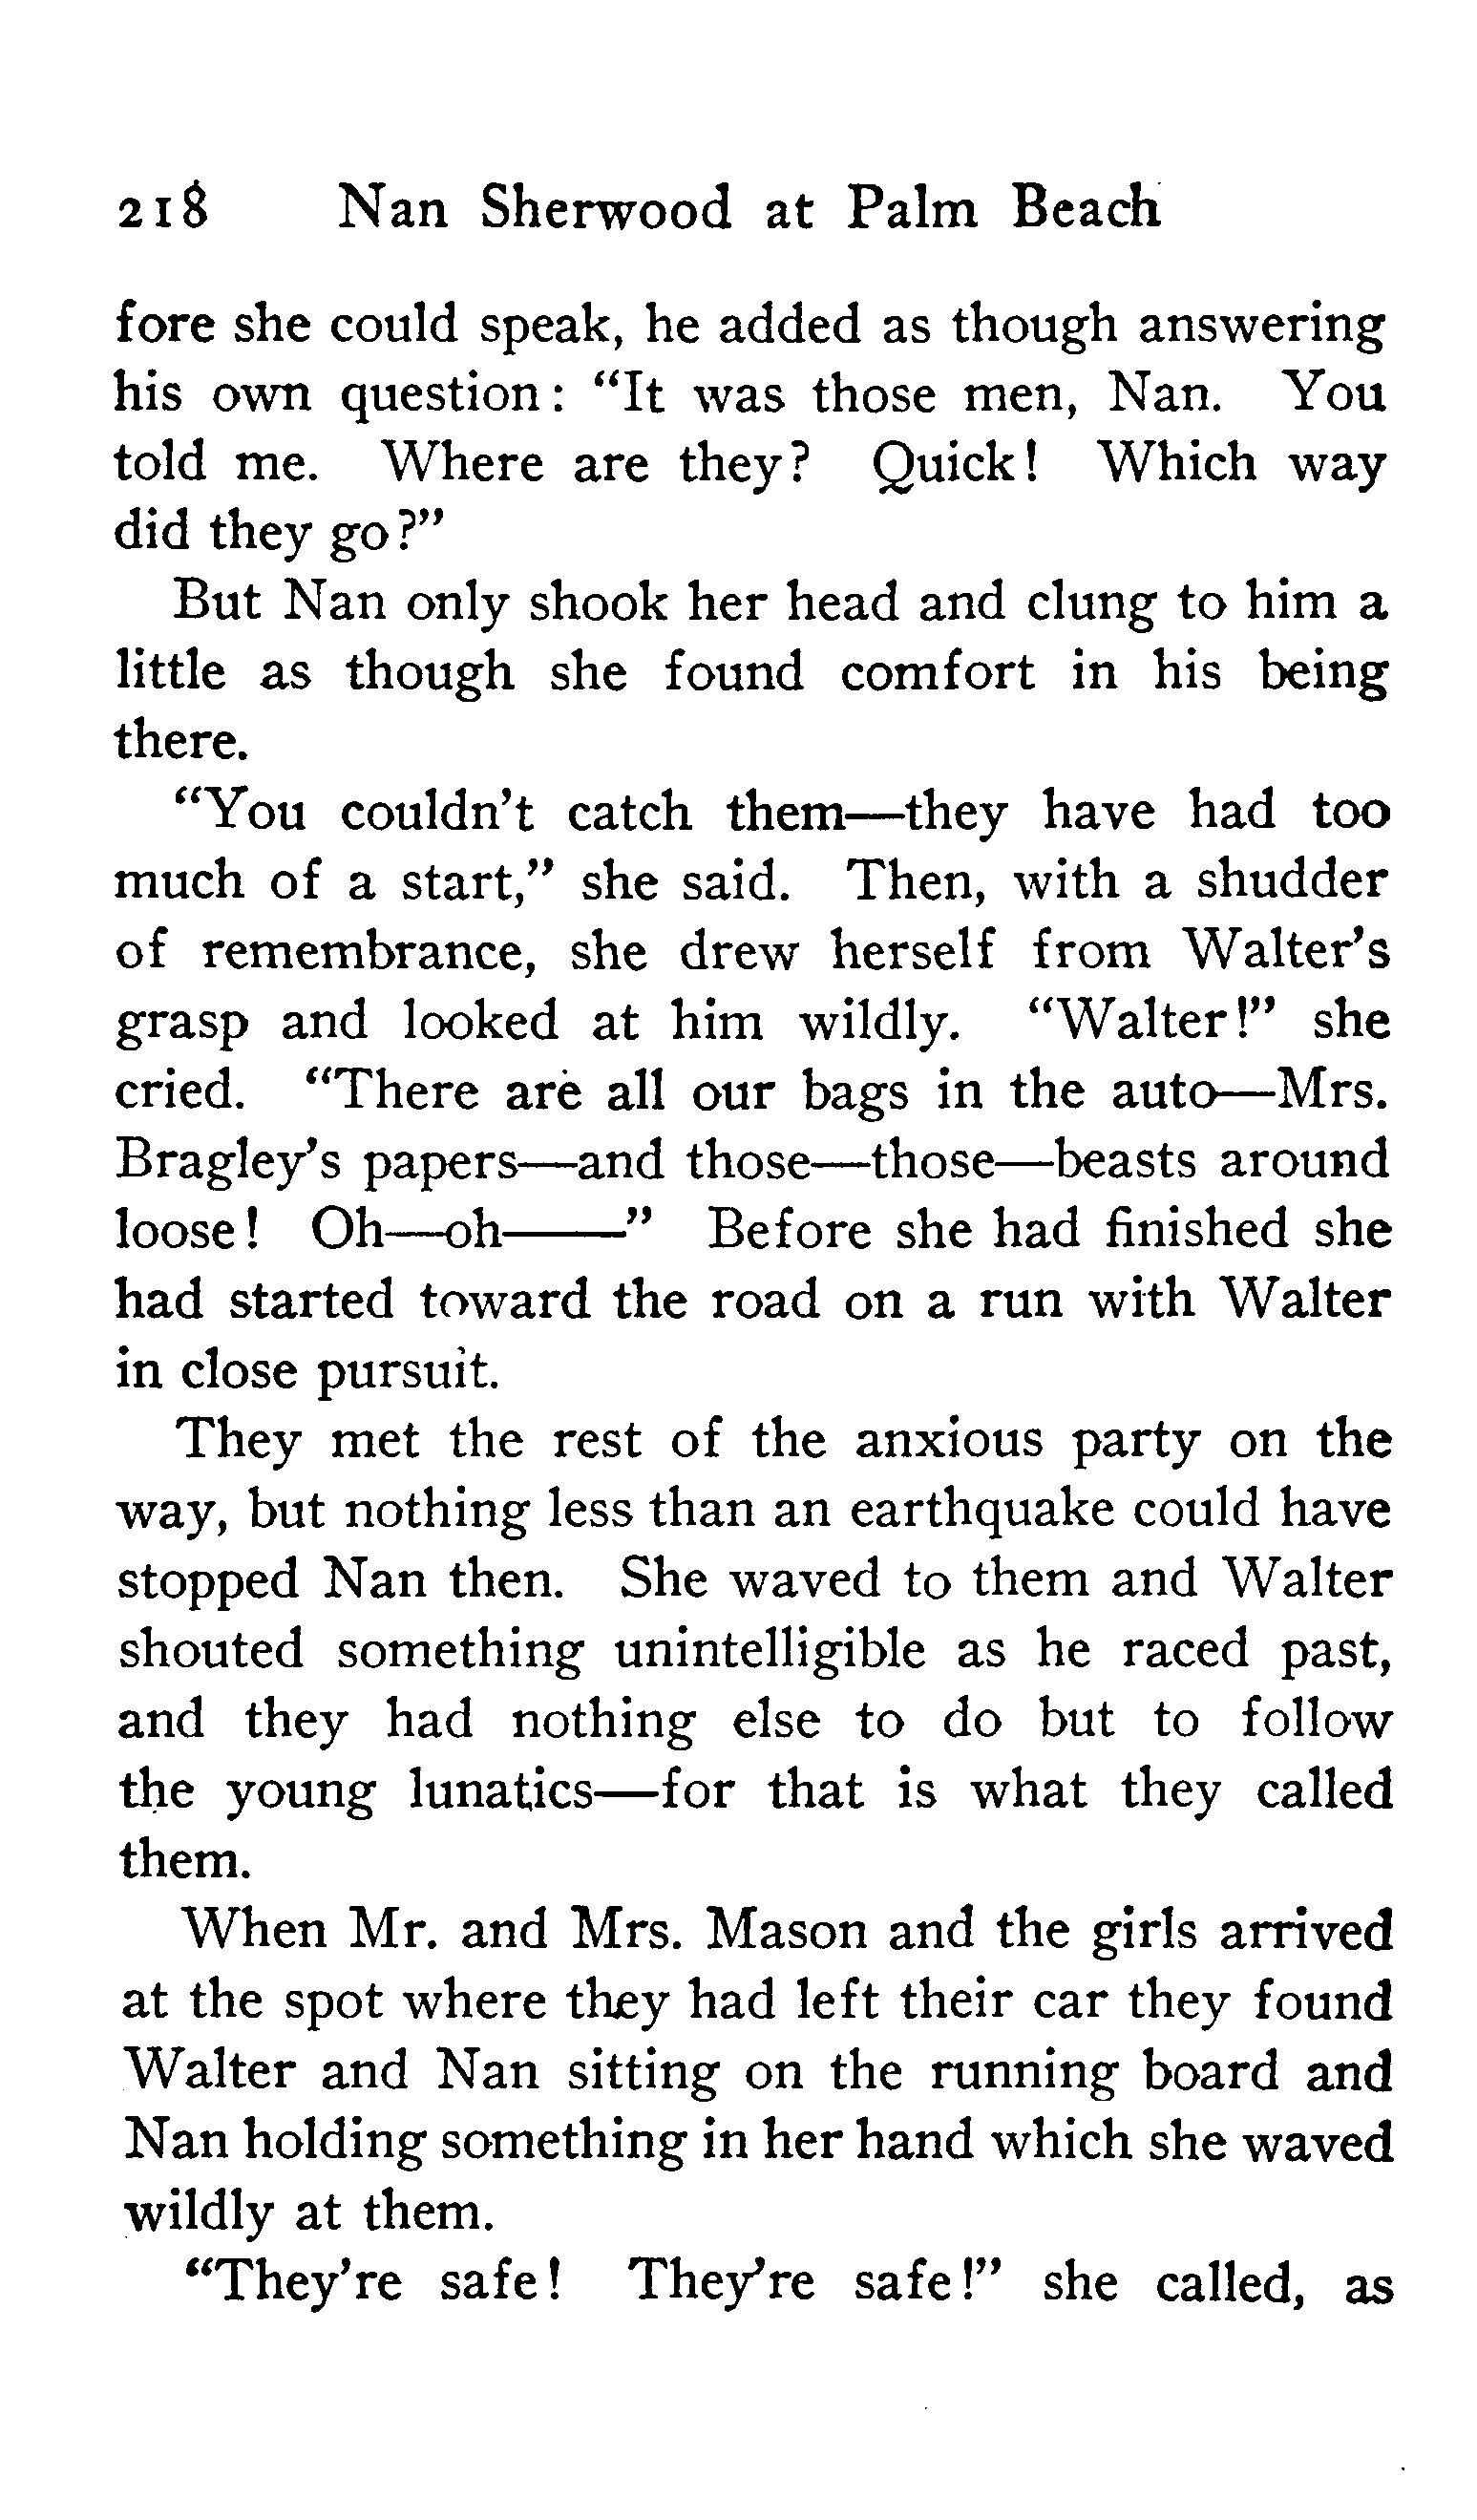 218 Nan Sherwood at Palm Beach
fore she could speak, he added as though answering
his own question: "It was those men, Nan. You
told me. Where are they? Quick! Which way
did they go?"
But Nan only shook her head and clung to him a
little as though she found comfort in his being
there.
"You couldn't catch them—they have had too
much of a start," she said. Then, with a shudder
of remembrance, she drew herself from Walter's
grasp and looked at him wildly. "Walter!" she
cried. "There are all our bags in the auto—Mrs.
Bragley's papers—and those—those—beasts around
loose! Oh—oh——" Before she had finished she
had started toward the road on a run with Walter
in close pursuit.
They met the rest of the anxious party on the
way, but nothing less than an earthquake could have
stopped Nan then. She waved to them and Walter
shouted something unintelligible as he raced past,
and they had nothing else to do but to follow
the young lunatics—for that is what they called
them.
When Mr. and Mrs. Mason and the girls arrived
at the spot where they had left their car they found
Walter and Nan sitting on the running board and
Nan holding something in her hand which she waved
wildly at them.
"They're safe! They're safe!" she called, as